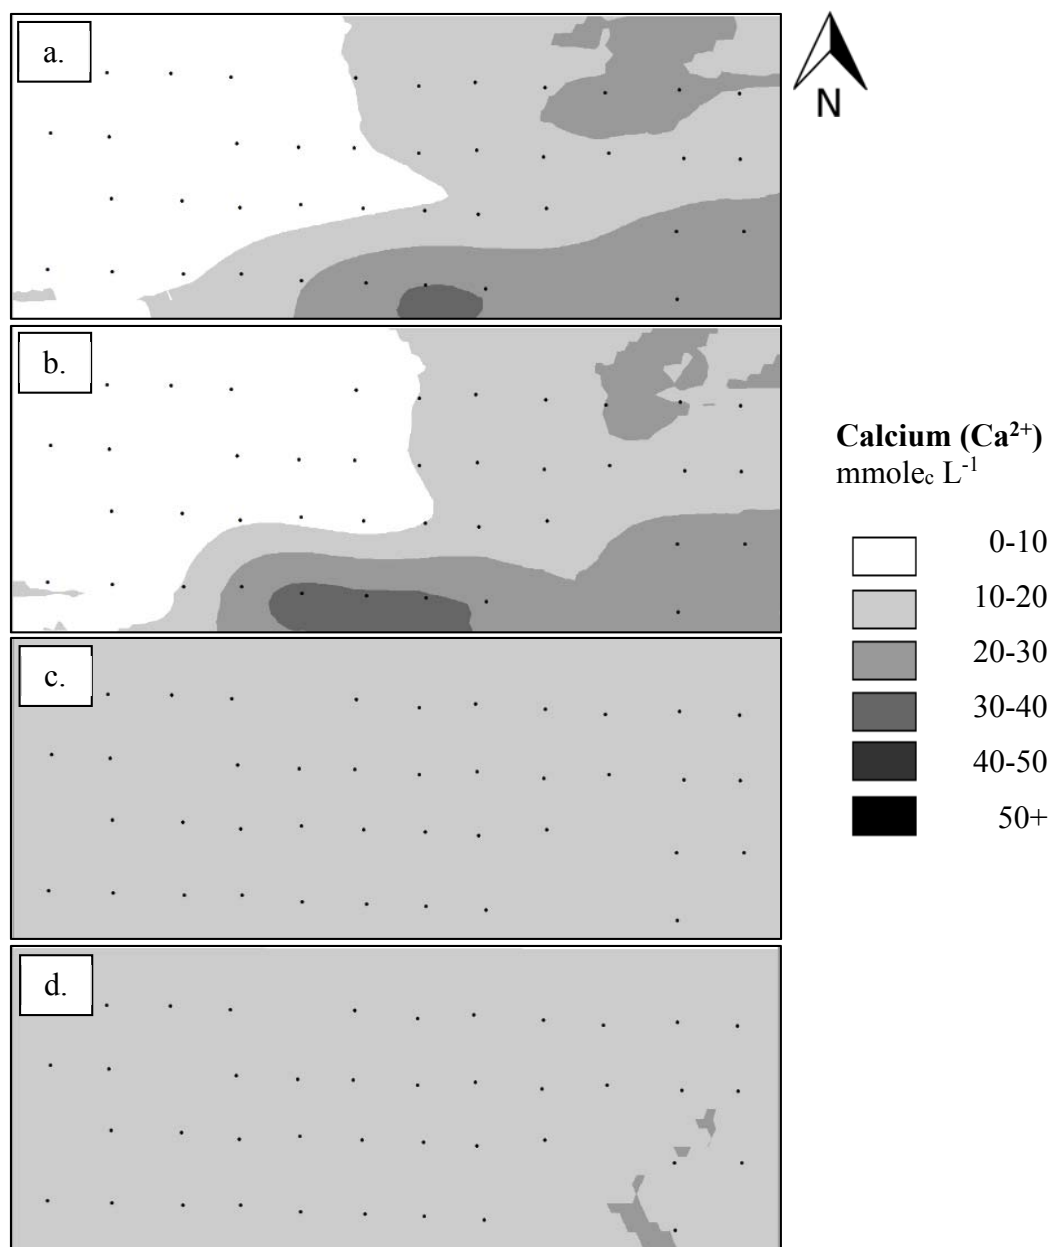 a.
N
b.
Calcium (Ca²⁺)
mmolec L⁻¹
0-10
10-20
20-30
30-40
40-50
50+
c.
d.